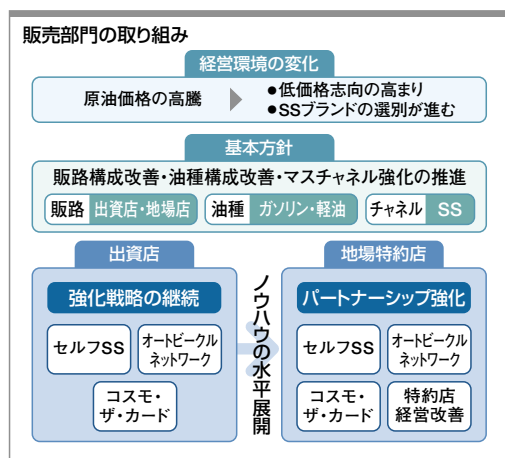 販売部門の取り組み
経営環境の変化
原油価格の高騰
●低価格志向の高まり
●SSブランドの選別が進む
基本方針
販路構成改善・油種構成改善・マスチャネル強化の推進
販路 出資店・地場店 油種 ガソリン・軽油 チャネル SS
出資店
強化戦略の継続
セルフSS
オートビークル
ネットワーク
コスモ・
ザ・カード
ノウハウの水平展開
地場特約店
パートナーシップ強化
セルフSS
オートビークル
ネットワーク
コスモ・
ザ・カード
特約店
経営改善